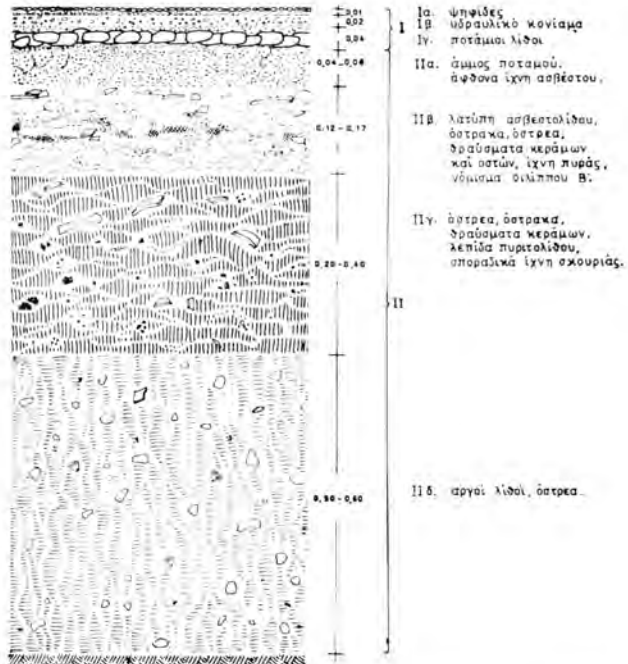 0,01
0,02
0,04
0,04-0,08
0,12-0,17
0,20-0,40
0,50-0,60
I
II
Iα. ψηφίδες
Iβ. υδραυλικό κονίαμα
Iγ. ποτάμιοι λίθοι
IIα. άμμος ποταμού,
άφθονα ίχνη ασβέστου.
IIβ. λατύπη ασβεστολίθου,
όστρακα, όστρεα,
θραύσματα κεράμων
καί οστών, ίχνη πυράς,
νόμισμα Φιλίππου Β'.
IIγ. όστρεα, όστρακα,
θραύσματα κεράμων,
λεπίδα πυριτολίθου,
σποραδικά ίχνη σκουριάς.
IIδ. αργοί λίθοι, όστρεα